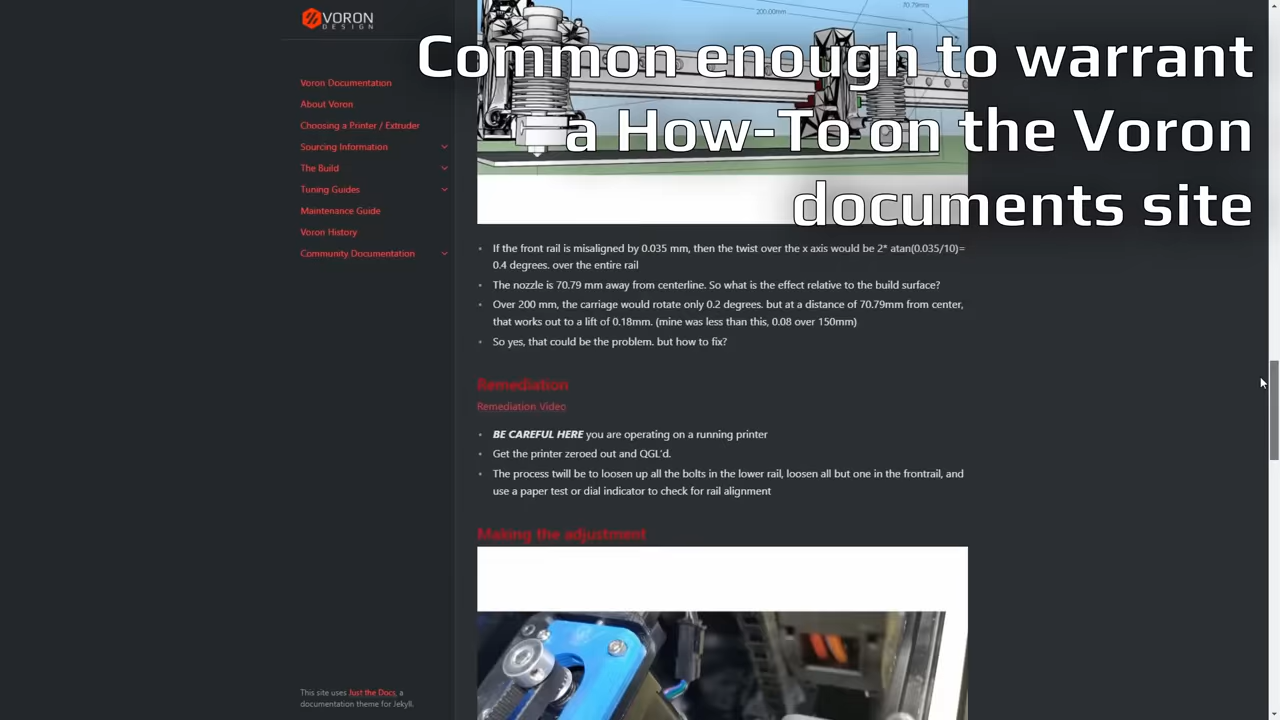 VORON
DESIGN
Voron Documentation
About Voron
Choosing a Printer / Extruder
Sourcing Information
The Build
Tuning Guides
Maintenance Guide
Voron History
Community Documentation
This site uses Just the Docs, a
documentation theme for Jekyll.
200.00mm
70.79mm
Common enough to warrant
a How-To on the Voron
documents site
If the front rail is misaligned by 0.035 mm, then the twist over the x axis would be 2* atan(0.035/10)=
0.4 degrees. over the entire rail
The nozzle is 70.79 mm away from centerline. So what is the effect relative to the build surface?
Over 200 mm, the carriage would rotate only 0.2 degrees. but at a distance of 70.79mm from center,
that works out to a lift of 0.18mm. (mine was less than this, 0.08 over 150mm)
So yes, that could be the problem. but how to fix?
Remediation
Remediation Video
BE CAREFUL HERE you are operating on a running printer
Get the printer zeroed out and QGL'd.
The process twill be to loosen up all the bolts in the lower rail, loosen all but one in the frontrail, and
use a paper test or dial indicator to check for rail alignment
Making the adjustment